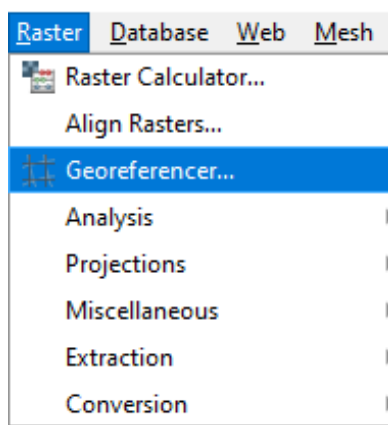 Raster Database Web Mesh
Raster Calculator...
Align Rasters...
Georeferencer...
Analysis
Projections
Miscellaneous
Extraction
Conversion